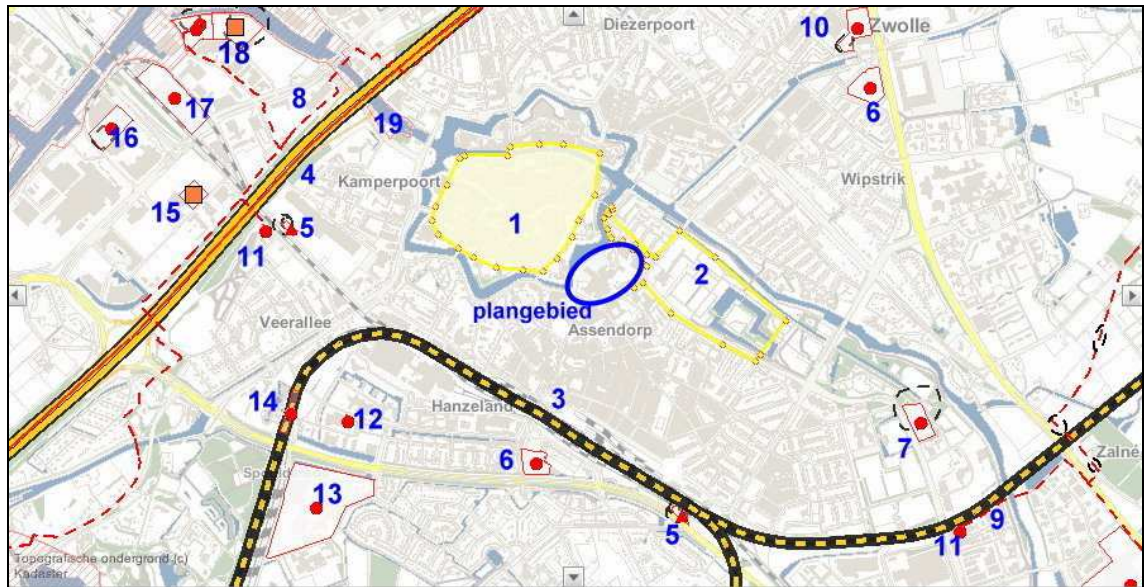 Diezerpoort
10
Zwolle
18
17
8
6
16
19
4
Kamperpoort
Wipstrik
15
1
5
11
2
plangebied
Veerallee
Assendorp
3
14
12
Hanzeland
7
6
Zalné
13
5
9
11
Topografische ondergrond (c)
Kadaster